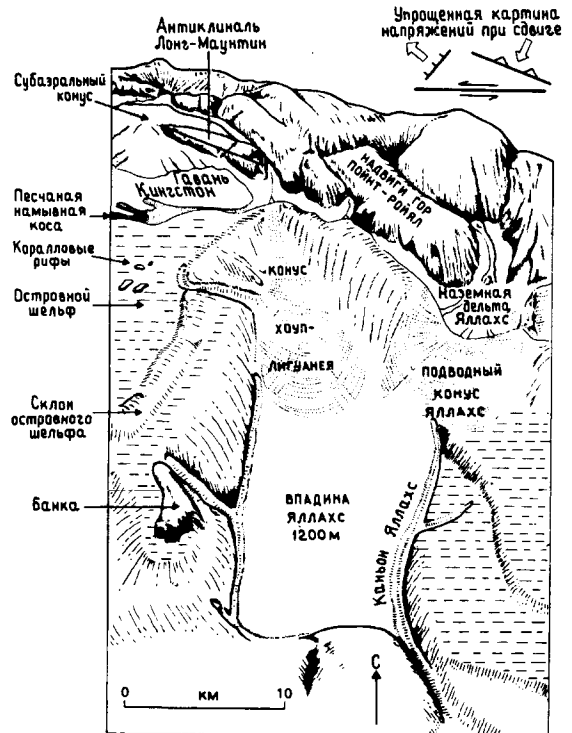 Антиклиналь
Лонг-Маунтин
Упрощенная картина
напряжений при сдвиге
Субаэральный
конус
Гавань
Кингстон
НАДВИГИ ГОР
ПОЙНТ-РОЙЯЛ
Песчаная
намывная
коса
Коралловые
рифы
Островной
шельф
Конус
ХОУП-
ЛИГУАНЕЯ
Наземная
дельта
Яллахс
ПОДВОДНЫЙ
КОНУС
ЯЛЛАХС
Склон
островного
шельфа
банка
ВПАДИНА
ЯЛЛАХС
1200 м
Каньон Яллахс
С
0 км 10